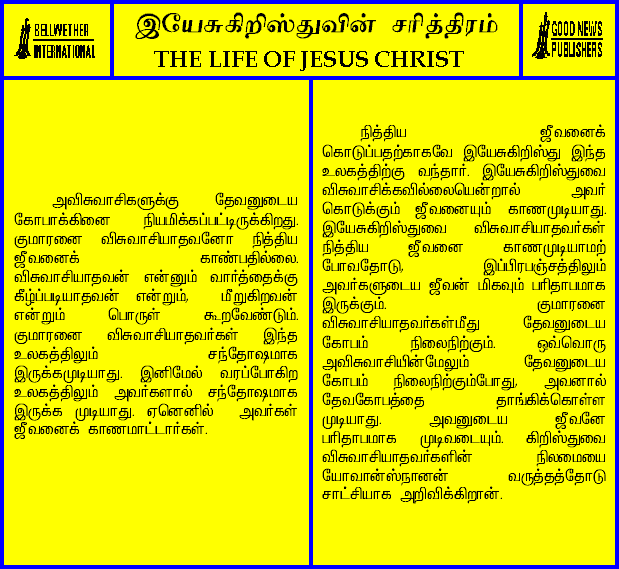 BELLWETHER
INTERNATIONAL
இயேசுகிறிஸ்துவின் சரித்திரம்
THE LIFE OF JESUS CHRIST
GOOD NEWS
PUBLISHERS
அவிசுவாசிகளுக்கு தேவனுடைய
கோபாக்கினை நியமிக்கப்பட்டிருக்கிறது.
குமாரனை விசுவாசியாதவனோ நித்திய
ஜீவனைக் காண்பதில்லை.
விசுவாசியாதவன் என்னும் வார்த்தைக்கு
கீழ்ப்படியாதவன் என்றும், மீறுகிறவன்
என்றும் பொருள் கூறவேண்டும்.
குமாரனை விசுவாசியாதவர்கள் இந்த
உலகத்திலும் சந்தோஷமாக
இருக்கமுடியாது. இனிமேல் வரப்போகிற
உலகத்திலும் அவர்களால் சந்தோஷமாக
இருக்க முடியாது. ஏனெனில் அவர்கள்
ஜீவனைக் காணமாட்டார்கள்.
நித்திய ஜீவனைக்
கொடுப்பதற்காகவே இயேசுகிறிஸ்து இந்த
உலகத்திற்கு வந்தார். இயேசுகிறிஸ்துவை
விசுவாசிக்கவில்லையென்றால் அவர்
கொடுக்கும் ஜீவனையும் காணமுடியாது.
இயேசுகிறிஸ்துவை விசுவாசியாதவர்கள்
நித்திய ஜீவனை காணமுடியாமற்
போவதோடு, இப்பிரபஞ்சத்திலும்
அவர்களுடைய ஜீவன் மிகவும் பரிதாபமாக
இருக்கும். குமாரனை
விசுவாசியாதவர்கள்மீது தேவனுடைய
கோபம் நிலைநிற்கும். ஒவ்வொரு
அவிசுவாசியின்மேலும் தேவனுடைய
கோபம் நிலைநிற்கும்போது, அவனால்
தேவகோபத்தை தாங்கிக்கொள்ள
முடியாது. அவனுடைய ஜீவனே
பரிதாபமாக முடிவடையும். கிறிஸ்துவை
விசுவாசியாதவர்களின் நிலமையை
யோவான்ஸ்நானன் வருத்தத்தோடு
சாட்சியாக அறிவிக்கிறான்.